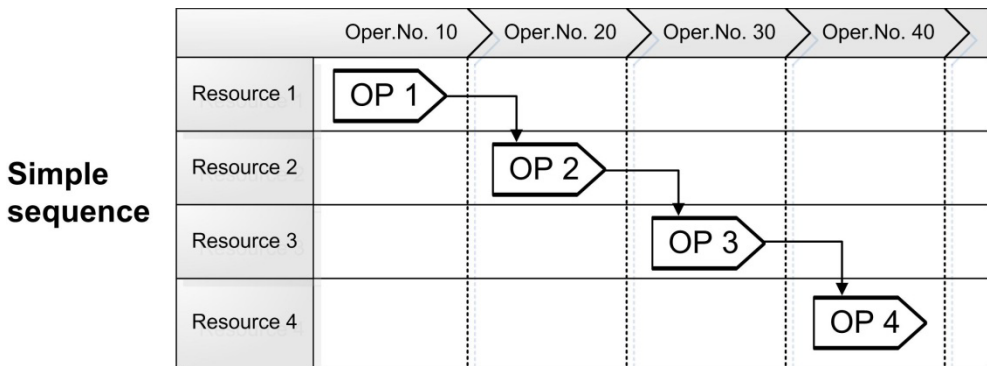 Oper.No. 10 Oper.No. 20 Oper.No. 30 Oper.No. 40
Resource 1 OP 1
Resource 2 OP 2
Simple
sequence
Resource 3 OP 3
Resource 4 OP 4